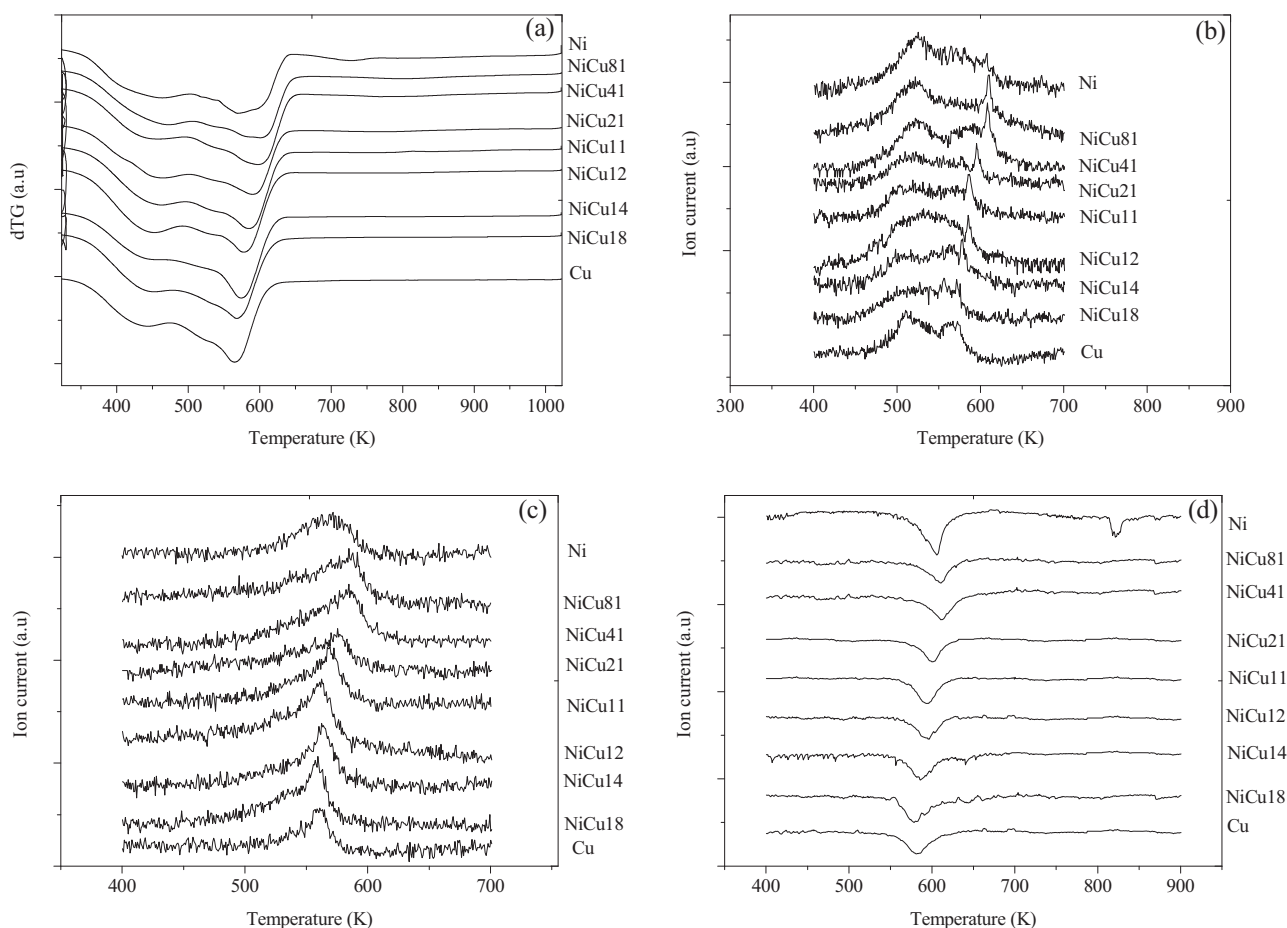 (a)
Ni
NiCu81
NiCu41
NiCu21
NiCu11
NiCu12
NiCu14
NiCu18
Cu
dTG (a.u)
400 500 600 700 800 900 1000
Temperature (K)
(b)
Ni
NiCu81
NiCu41
NiCu21
NiCu11
NiCu12
NiCu14
NiCu18
Cu
Ion current (a.u)
300 400 500 600 700 800 900
Temperature (K)
(c)
Ni
NiCu81
NiCu41
NiCu21
NiCu11
NiCu12
NiCu14
NiCu18
Cu
Ion current (a.u)
400 500 600 700
Temperature (K)
(d)
Ni
NiCu81
NiCu41
NiCu21
NiCu11
NiCu12
NiCu14
NiCu18
Cu
Ion current (a.u)
400 500 600 700 800 900
Temperature (K)